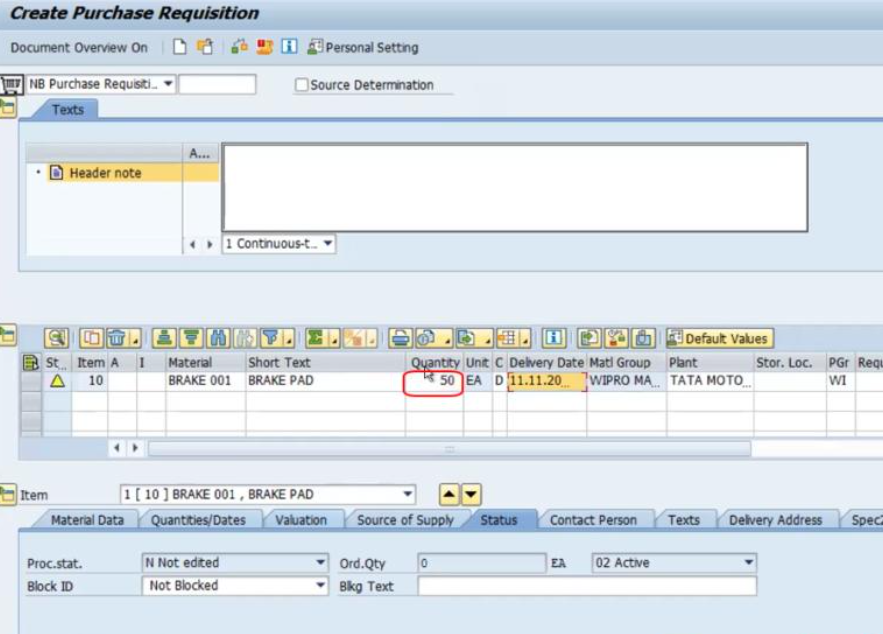 Create Purchase Requisition
Document Overview On Personal Setting
NB Purchase Requisiti.. Source Determination
Texts
A...
Header note
1 Continuous-t...
Default Values
St.. Item A I Material Short Text Quantity Unit C Delivery Date Matl Group Plant Stor. Loc. PGr Requ
10 BRAKE 001 BRAKE PAD 50 EA D 11.11.20... WIPRO MA... TATA MOTO... WI
Item 1 [ 10 ] BRAKE 001 , BRAKE PAD
Material Data Quantities/Dates Valuation Source of Supply Status Contact Person Texts Delivery Address Spec2
Proc.stat. N Not edited Ord.Qty 0 EA 02 Active
Block ID Not Blocked Blkg Text